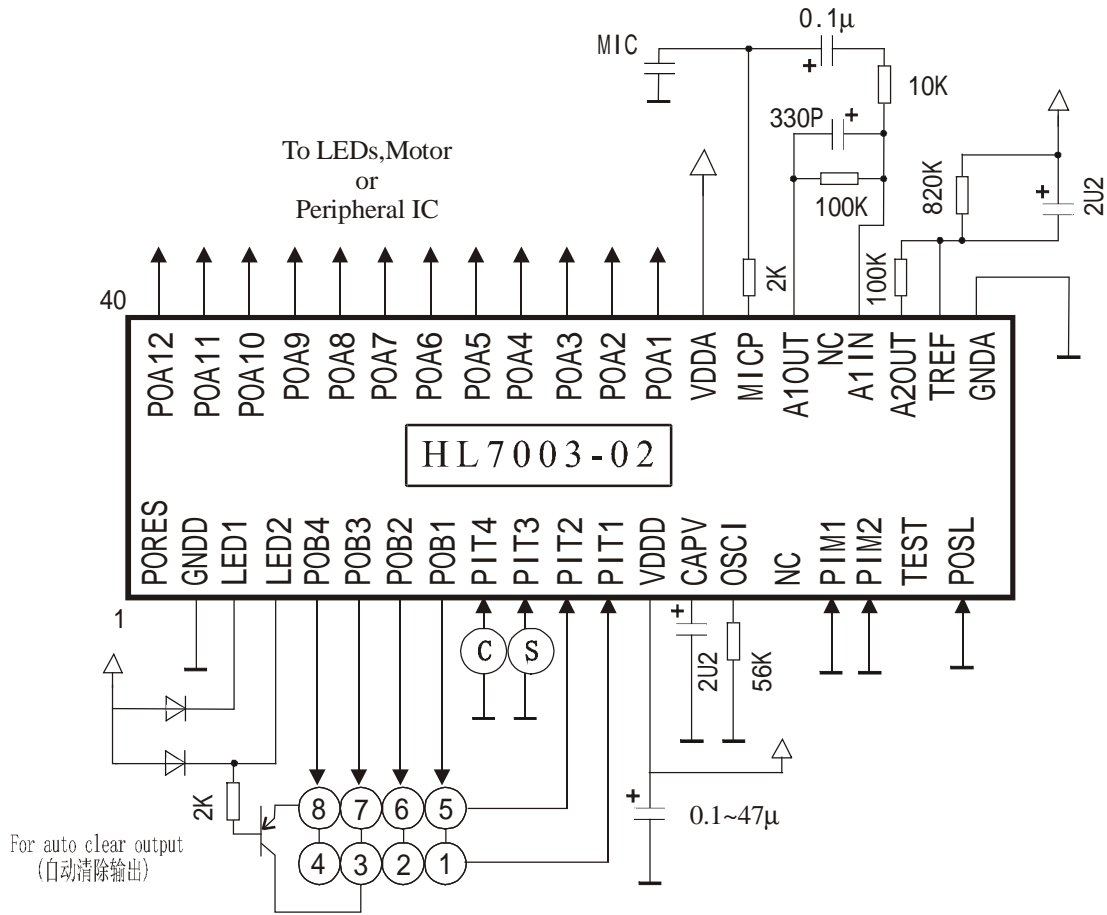 0.1µ
MIC
10K
330P
To LEDs,Motor
or
Peripheral IC
100K
820K
2U2
2K
100K
40
POA12
POA11
POA10
POA9
POA8
POA7
POA6
POA5
POA4
POA3
POA2
POA1
VDDA
MICP
A1OUT
NC
A1IN
A2OUT
TREF
GNDA
HL7003-02
PORES
GNDD
LED1
LED2
POB4
POB3
POB2
POB1
PIT4
PIT3
PIT2
PIT1
VDDD
CAPV
OSCI
NC
PIM1
PIM2
TEST
POSL
1
C
S
2U2
56K
2K
8
7
6
5
0.1~47µ
4
3
2
1
For auto clear output
(自动清除输出)